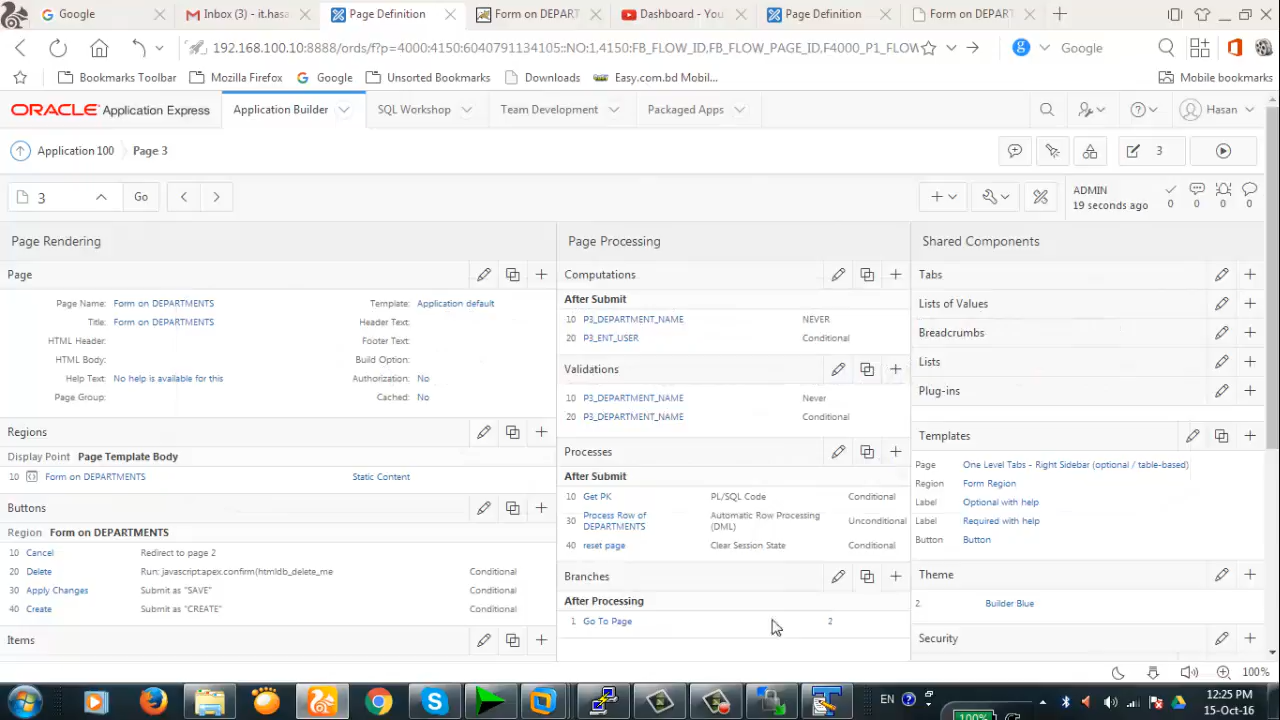 Google
Inbox (3) - it.hasa
Page Definition
Form on DEPARTM
Dashboard - You
Page Definition
Form on DEPART
192.168.100.10:8888/ords/f?p=4000:4150:6040791134105::NO:1,4150:FB_FLOW_ID,FB_FLOW_PAGE_ID,F4000_P1_FLOW
Google
Bookmarks Toolbar
Mozilla Firefox
Google
Unsorted Bookmarks
Downloads
Easy.com.bd Mobil...
Mobile bookmarks
ORACLE Application Express
Application Builder
SQL Workshop
Team Development
Packaged Apps
Hasan
Application 100
Page 3
3
3
Go
ADMIN
19 seconds ago
0
0
0
0
Page Rendering
Page
Page Name: Form on DEPARTMENTS
Template: Application default
Title: Form on DEPARTMENTS
Header Text:
HTML Header:
Footer Text:
HTML Body:
Build Option:
Help Text: No help is available for this
Authorization: No
Page Group:
Cached: No
Regions
Display Point Page Template Body
10 Form on DEPARTMENTS Static Content
Buttons
Region Form on DEPARTMENTS
10 Cancel Redirect to page 2
20 Delete Run: javascript:apex.confirm(htmldb_delete_me Conditional
30 Apply Changes Submit as "SAVE" Conditional
40 Create Submit as "CREATE" Conditional
Items
Page Processing
Computations
After Submit
10 P3_DEPARTMENT_NAME NEVER
20 P3_ENT_USER Conditional
Validations
10 P3_DEPARTMENT_NAME Never
20 P3_DEPARTMENT_NAME Conditional
Processes
After Submit
10 Get PK PL/SQL Code Conditional
30 Process Row of DEPARTMENTS Automatic Row Processing (DML) Unconditional
40 reset page Clear Session State Conditional
Branches
After Processing
1 Go To Page 2
Shared Components
Tabs
Lists of Values
Breadcrumbs
Lists
Plug-ins
Templates
Page One Level Tabs - Right Sidebar (optional / table-based)
Region Form Region
Label Optional with help
Label Required with help
Button Button
Theme
2. Builder Blue
Security
100%
EN
100%
12:25 PM
15-Oct-16